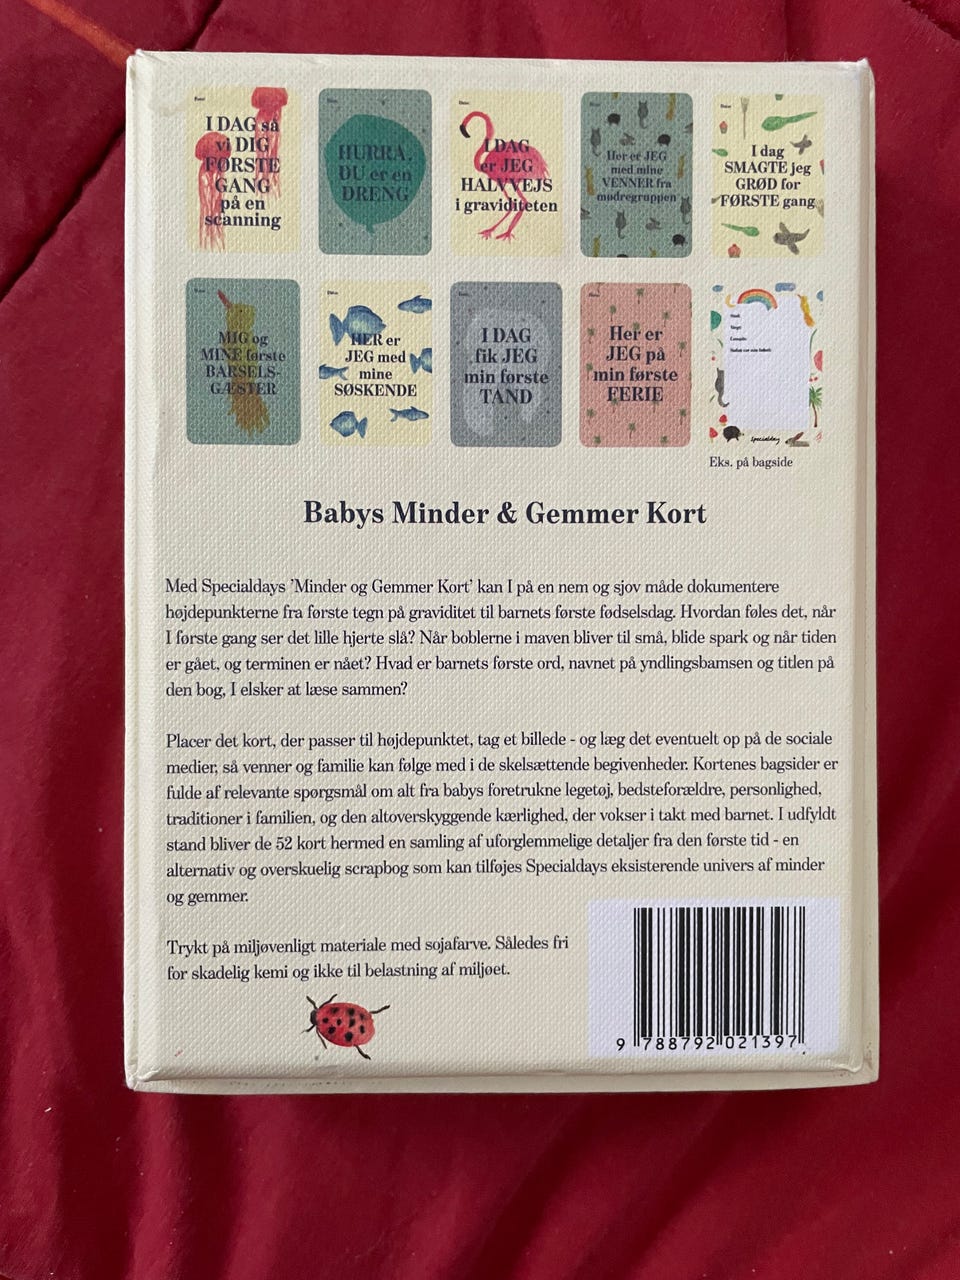 I DAG så
vi DIG
FØRSTE
GANG
på en
scanning
HURRA,
DU er en
DRENG
I DAG
er JEG
HALVVEJS
i graviditeten
Her er JEG
med mine
VENNER fra
mødregruppen
I dag
SMAGTE jeg
GRØD for
FØRSTE gang
MIG og
MINE første
BARSELS-
GÆSTER
HER er
JEG med
mine
SØSKENDE
I DAG
fik JEG
min første
TAND
Her er
JEG på
min første
FERIE
Specialday
Eks. på bagside
Babys Minder & Gemmer Kort
Med Specialdays 'Minder og Gemmer Kort' kan I på en nem og sjov måde dokumentere
højdepunkterne fra første tegn på graviditet til barnets første fødselsdag. Hvordan føles det, når
I første gang ser det lille hjerte slå? Når boblerne i maven bliver til små, blide spark og når tiden
er gået, og terminen er nået? Hvad er barnets første ord, navnet på yndlingsbamsen og titlen på
den bog, I elsker at læse sammen?
Placer det kort, der passer til højdepunktet, tag et billede - og læg det eventuelt op på de sociale
medier, så venner og familie kan følge med i de skelsættende begivenheder. Kortenes bagsider er
fulde af relevante spørgsmål om alt fra babys foretrukne legetøj, bedsteforældre, personlighed,
traditioner i familien, og den altoverskyggende kærlighed, der vokser i takt med barnet. I udfyldt
stand bliver de 52 kort hermed en samling af uforglemmelige detaljer fra den første tid - en
alternativ og overskuelig scrapbog som kan tilføjes Specialdays eksisterende univers af minder
og gemmer.
Trykt på miljøvenligt materiale med sojafarve. Således fri
for skadelig kemi og ikke til belastning af miljøet.
9 788792 021397